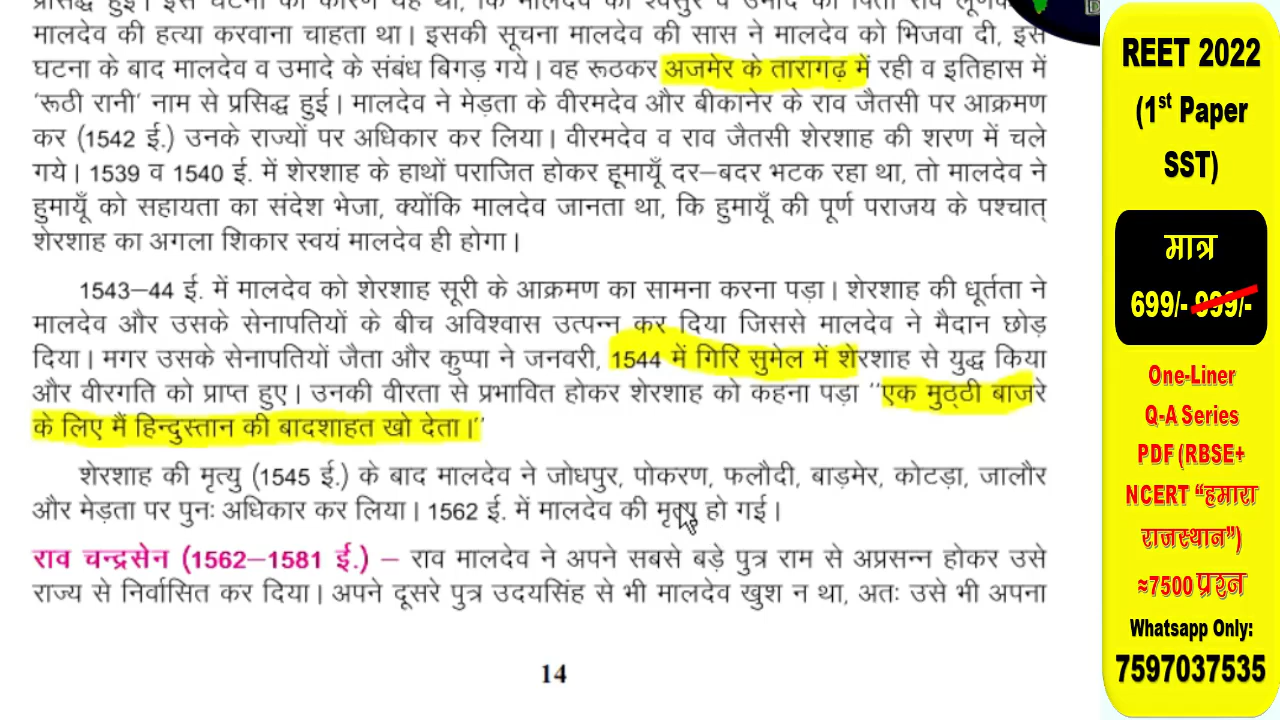 प्रसिद्ध हुई। इस घटना का कारण यह था, कि मालदेव का श्वसुर व उमादे का पिता राव
मालदेव की हत्या करवाना चाहता था। इसकी सूचना मालदेव की सास ने मालदेव को भिजवा दी, इस
घटना के बाद मालदेव व उमादे के संबंध बिगड़ गये। वह रूठकर अजमेर के तारागढ़ में रही व इतिहास में
'रूठी रानी' नाम से प्रसिद्ध हुई। मालदेव ने मेड़ता के वीरमदेव और बीकानेर के राव जैतसी पर आक्रमण
कर (1542 ई.) उनके राज्यों पर अधिकार कर लिया। वीरमदेव व राव जैतसी शेरशाह की शरण में चले
गये। 1539 व 1540 ई. में शेरशाह के हाथों पराजित होकर हूमायूँ दर–बदर भटक रहा था, तो मालदेव ने
हुमायूँ को सहायता का संदेश भेजा, क्योंकि मालदेव जानता था, कि हुमायूँ की पूर्ण पराजय के पश्चात्
शेरशाह का अगला शिकार स्वयं मालदेव ही होगा।
1543–44 ई. में मालदेव को शेरशाह सूरी के आक्रमण का सामना करना पड़ा। शेरशाह की धूर्तता ने
मालदेव और उसके सेनापतियों के बीच अविश्वास उत्पन्न कर दिया जिससे मालदेव ने मैदान छोड़
दिया। मगर उसके सेनापतियों जैता और कुप्पा ने जनवरी, 1544 में गिरि सुमेल में शेरशाह से युद्ध किया
और वीरगति को प्राप्त हुए। उनकी वीरता से प्रभावित होकर शेरशाह को कहना पड़ा ''एक मुठ्ठी बाजरे
के लिए मैं हिन्दुस्तान की बादशाहत खो देता।''
शेरशाह की मृत्यु (1545 ई.) के बाद मालदेव ने जोधपुर, पोकरण, फलौदी, बाड़मेर, कोटड़ा, जालौर
और मेड़ता पर पुनः अधिकार कर लिया। 1562 ई. में मालदेव की मृत्यु हो गई।
राव चन्द्रसेन (1562–1581 ई.) – राव मालदेव ने अपने सबसे बड़े पुत्र राम से अप्रसन्न होकर उसे
राज्य से निर्वासित कर दिया। अपने दूसरे पुत्र उदयसिंह से भी मालदेव खुश न था, अतः उसे भी अपना
14
REET 2022
(1st Paper
SST)
मात्र
699/- 999/-
One-Liner
Q-A Series
PDF (RBSE+
NCERT “हमारा
राजस्थान”)
≈7500 प्रश्न
Whatsapp Only:
7597037535